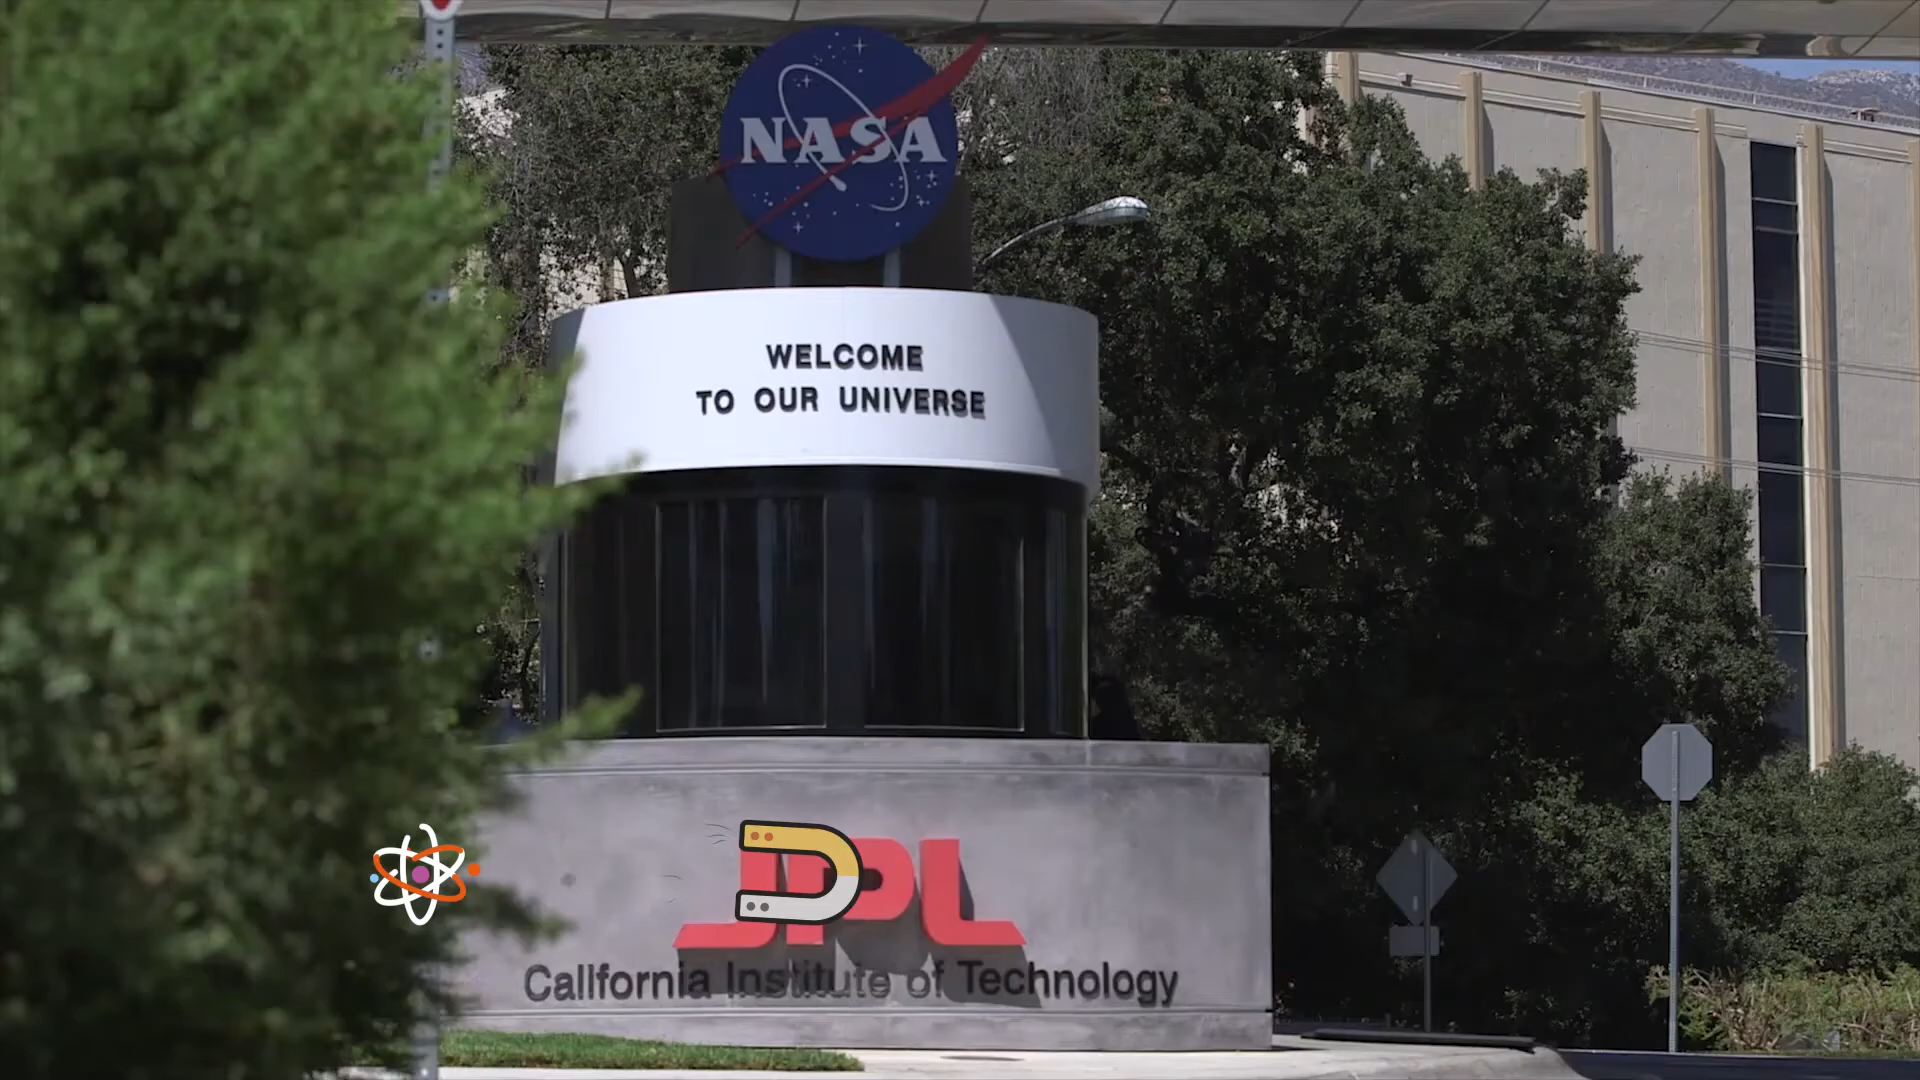 NASA
WELCOME
TO OUR UNIVERSE
JPL
California Institute of Technology